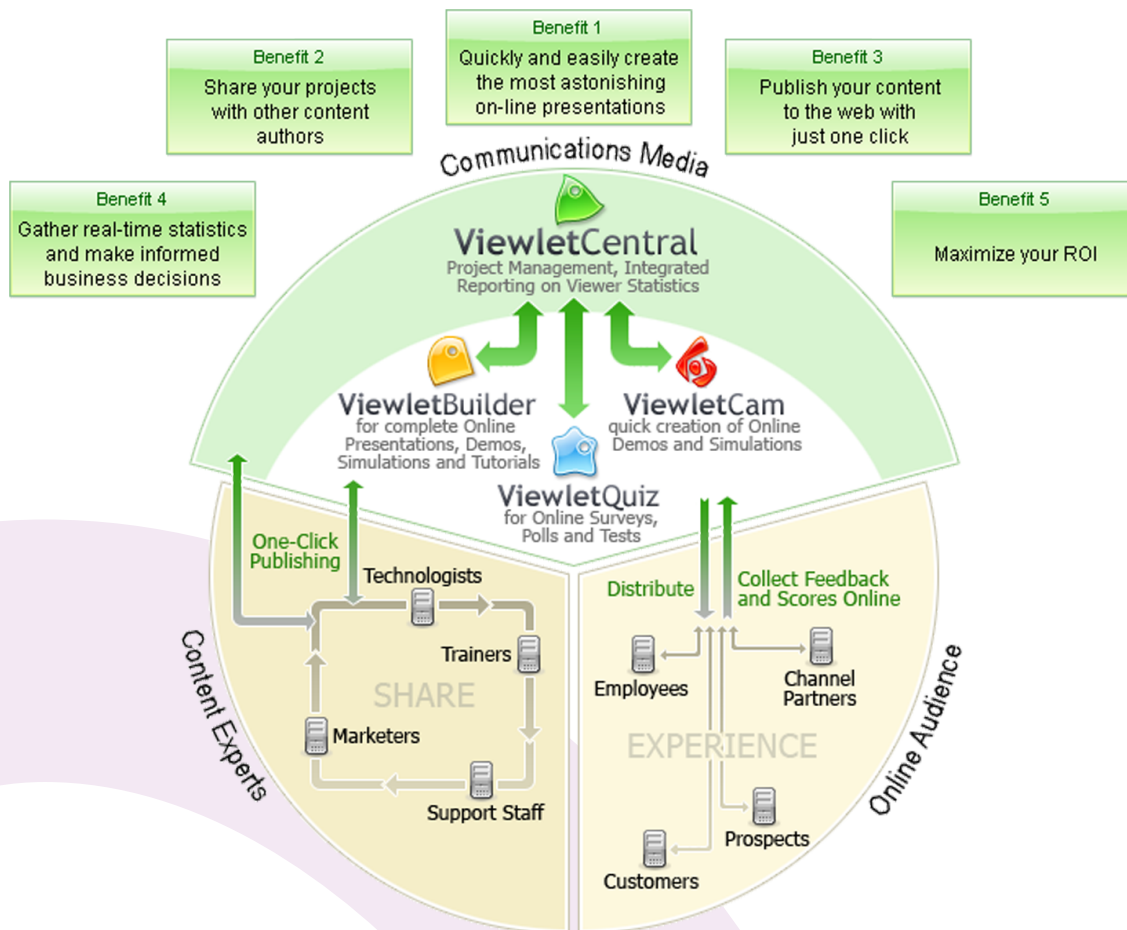 Benefit 1
Quickly and easily create
the most astonishing
on-line presentations
Benefit 2
Share your projects
with other content
authors
Benefit 3
Publish your content
to the web with
just one click
Benefit 4
Gather real-time statistics
and make informed
business decisions
Benefit 5
Maximize your ROI
Communications Media
ViewletCentral
Project Management, Integrated
Reporting on Viewer Statistics
ViewletBuilder
for complete Online
Presentations, Demos,
Simulations and Tutorials
ViewletCam
quick creation of Online
Demos and Simulations
ViewletQuiz
for Online Surveys,
Polls and Tests
One-Click
Publishing
Technologists
Trainers
SHARE
Marketers
Support Staff
Content Experts
Distribute
Collect Feedback
and Scores Online
Employees
Channel
Partners
EXPERIENCE
Prospects
Customers
Online Audience